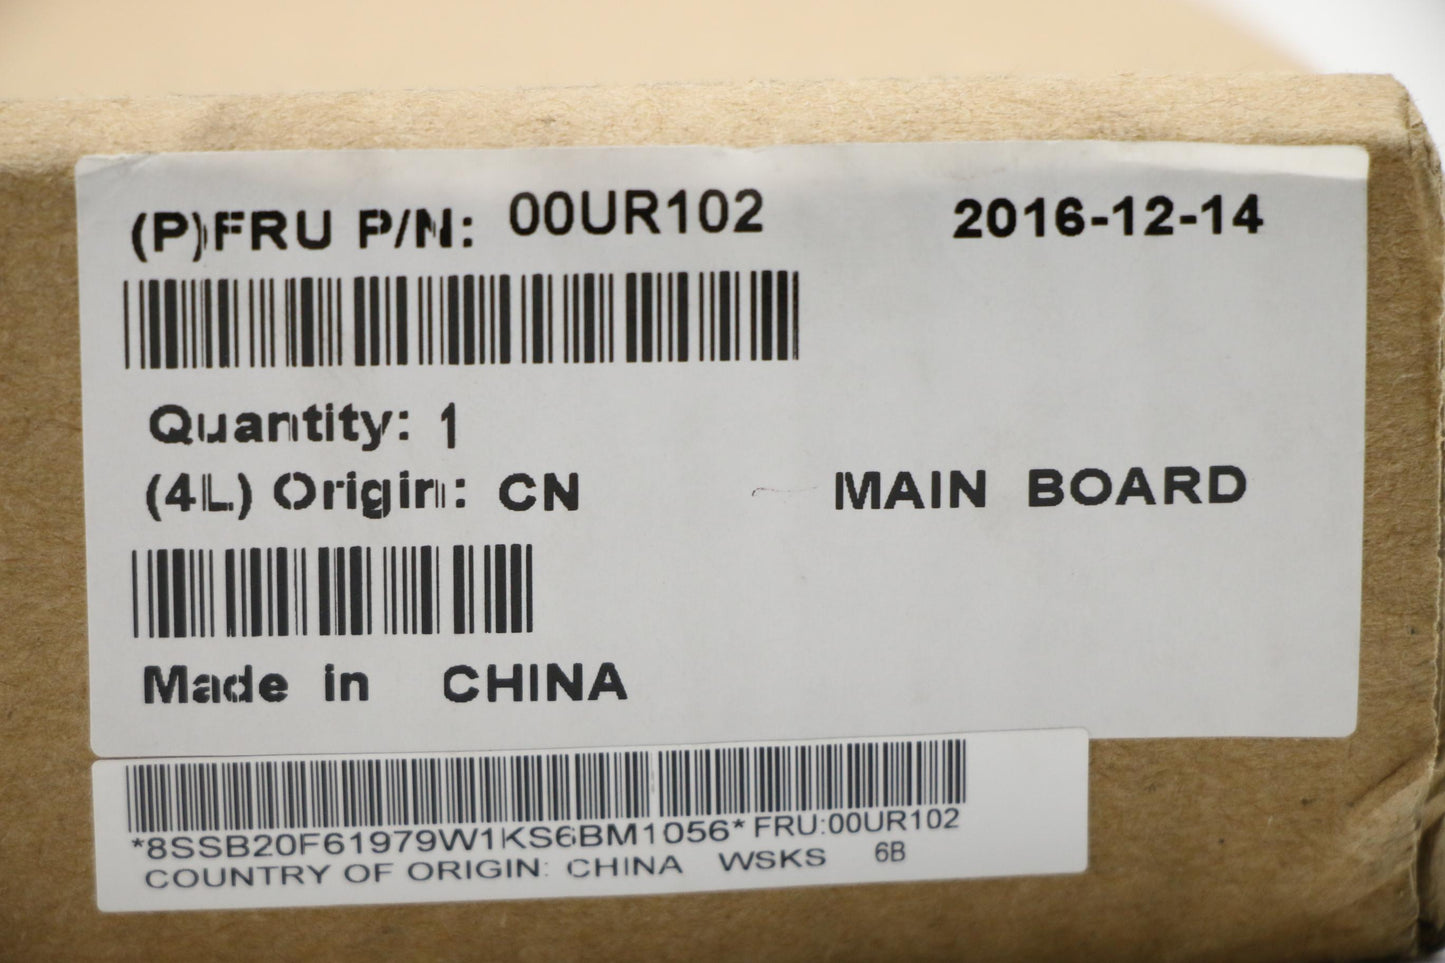 (P)FRU P/N: 00UR102 2016-12-14
Quantity: 1
(4L) Origin: CN MAIN BOARD
Made in CHINA
*8SSB20F61979W1KS6BM1056* FRU:00UR102
COUNTRY OF ORIGIN: CHINA WSKS 6B